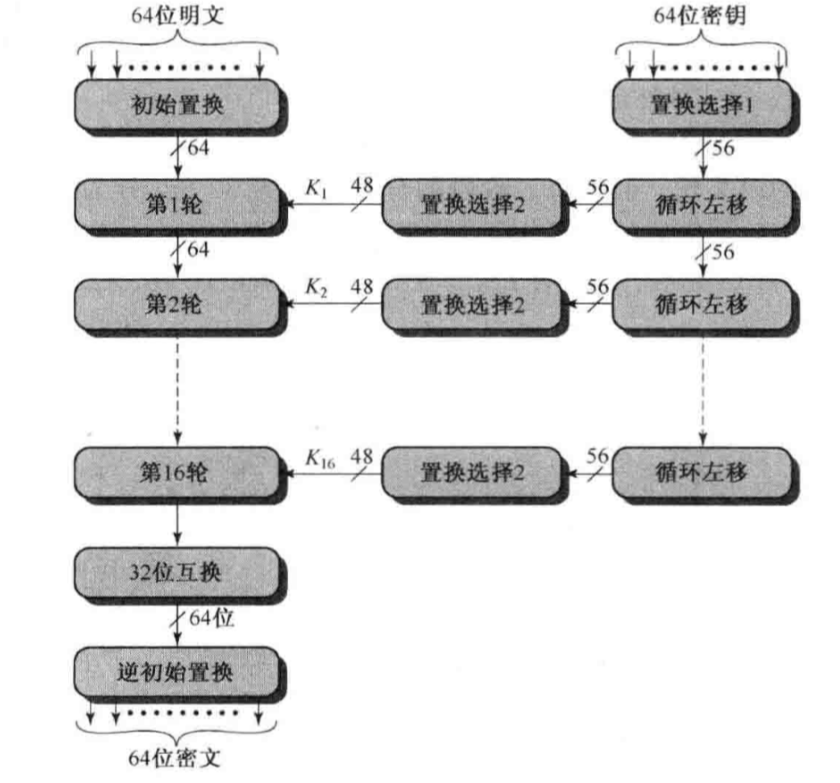 64位明文
64位密钥
初始置换
置换选择1
64
56
第1轮
K1
48
置换选择2
56
循环左移
64
56
第2轮
K2
48
置换选择2
56
循环左移
第16轮
K16
48
置换选择2
56
循环左移
32位互换
64位
逆初始置换
64位密文